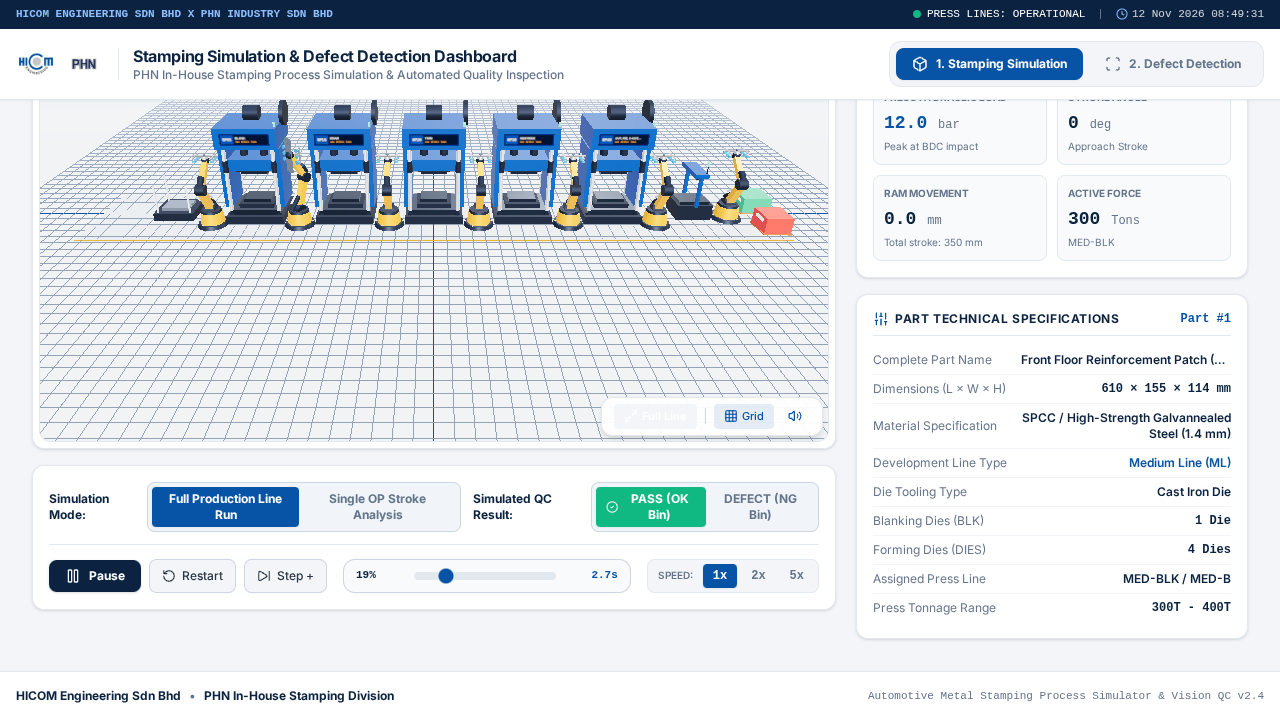 HICOM ENGINEERING SDN BHD X PHN INDUSTRY SDN BHD
PRESS LINES: OPERATIONAL | 12 Nov 2026 08:49:31
HICOM
PHN
Stamping Simulation & Defect Detection Dashboard
PHN In-House Stamping Process Simulation & Automated Quality Inspection
1. Stamping Simulation
2. Defect Detection
12.0 bar
Peak at BDC impact
0 deg
Approach Stroke
RAM MOVEMENT
0.0 mm
Total stroke: 350 mm
ACTIVE FORCE
300 Tons
MED-BLK
Full Line
Grid
PART TECHNICAL SPECIFICATIONS
Part #1
Complete Part Name
Front Floor Reinforcement Patch (...
Dimensions (L × W × H)
610 × 155 × 114 mm
Material Specification
SPCC / High-Strength Galvannealed
Steel (1.4 mm)
Development Line Type
Medium Line (ML)
Die Tooling Type
Cast Iron Die
Blanking Dies (BLK)
1 Die
Forming Dies (DIES)
4 Dies
Assigned Press Line
MED-BLK / MED-B
Press Tonnage Range
300T - 400T
Simulation
Mode:
Full Production Line
Run
Single OP Stroke
Analysis
Simulated QC
Result:
PASS (OK
Bin)
DEFECT (NG
Bin)
Pause
Restart
Step +
19%
2.7s
SPEED:
1x
2x
5x
HICOM Engineering Sdn Bhd • PHN In-House Stamping Division
Automotive Metal Stamping Process Simulator & Vision QC v2.4